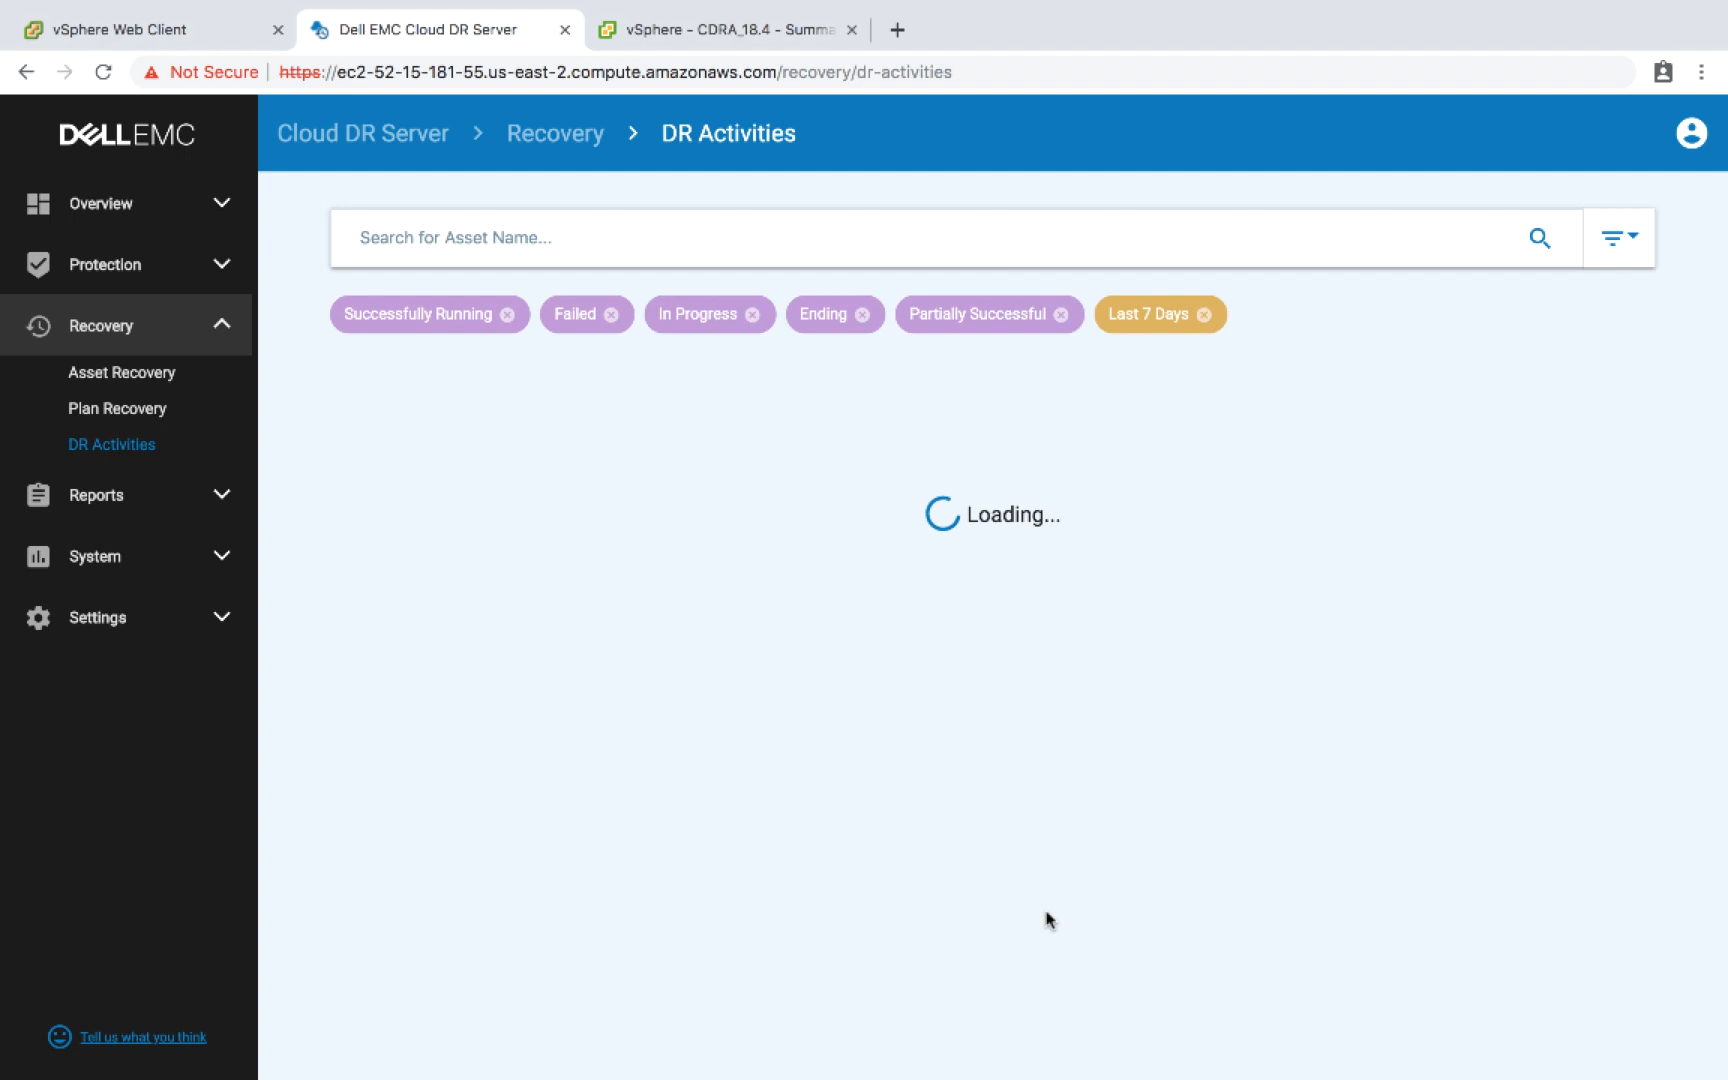 vSphere Web Client
Dell EMC Cloud DR Server
vSphere - CDRA_18.4 - Summa
Not Secure | https://ec2-52-15-181-55.us-east-2.compute.amazonaws.com/recovery/dr-activities
DELLEMC
Cloud DR Server > Recovery > DR Activities
Overview
Protection
Recovery
Asset Recovery
Plan Recovery
DR Activities
Reports
System
Settings
Tell us what you think
Search for Asset Name...
Successfully Running
Failed
In Progress
Ending
Partially Successful
Last 7 Days
Loading...